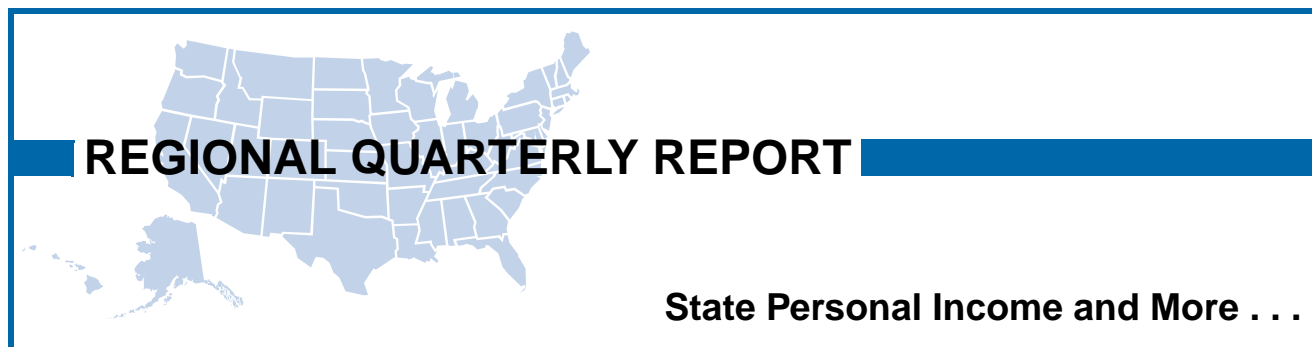 REGIONAL QUARTERLY REPORT
State Personal Income and More . . .